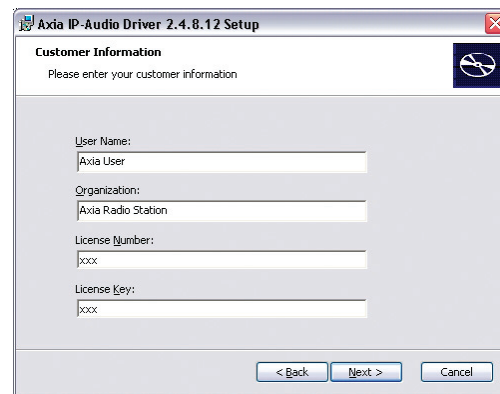 Axia IP-Audio Driver 2.4.8.12 Setup
Customer Information
Please enter your customer information
User Name:
Axia User
Organization:
Axia Radio Station
License Number:
xxx
License Key:
xxx
< Back
Next >
Cancel